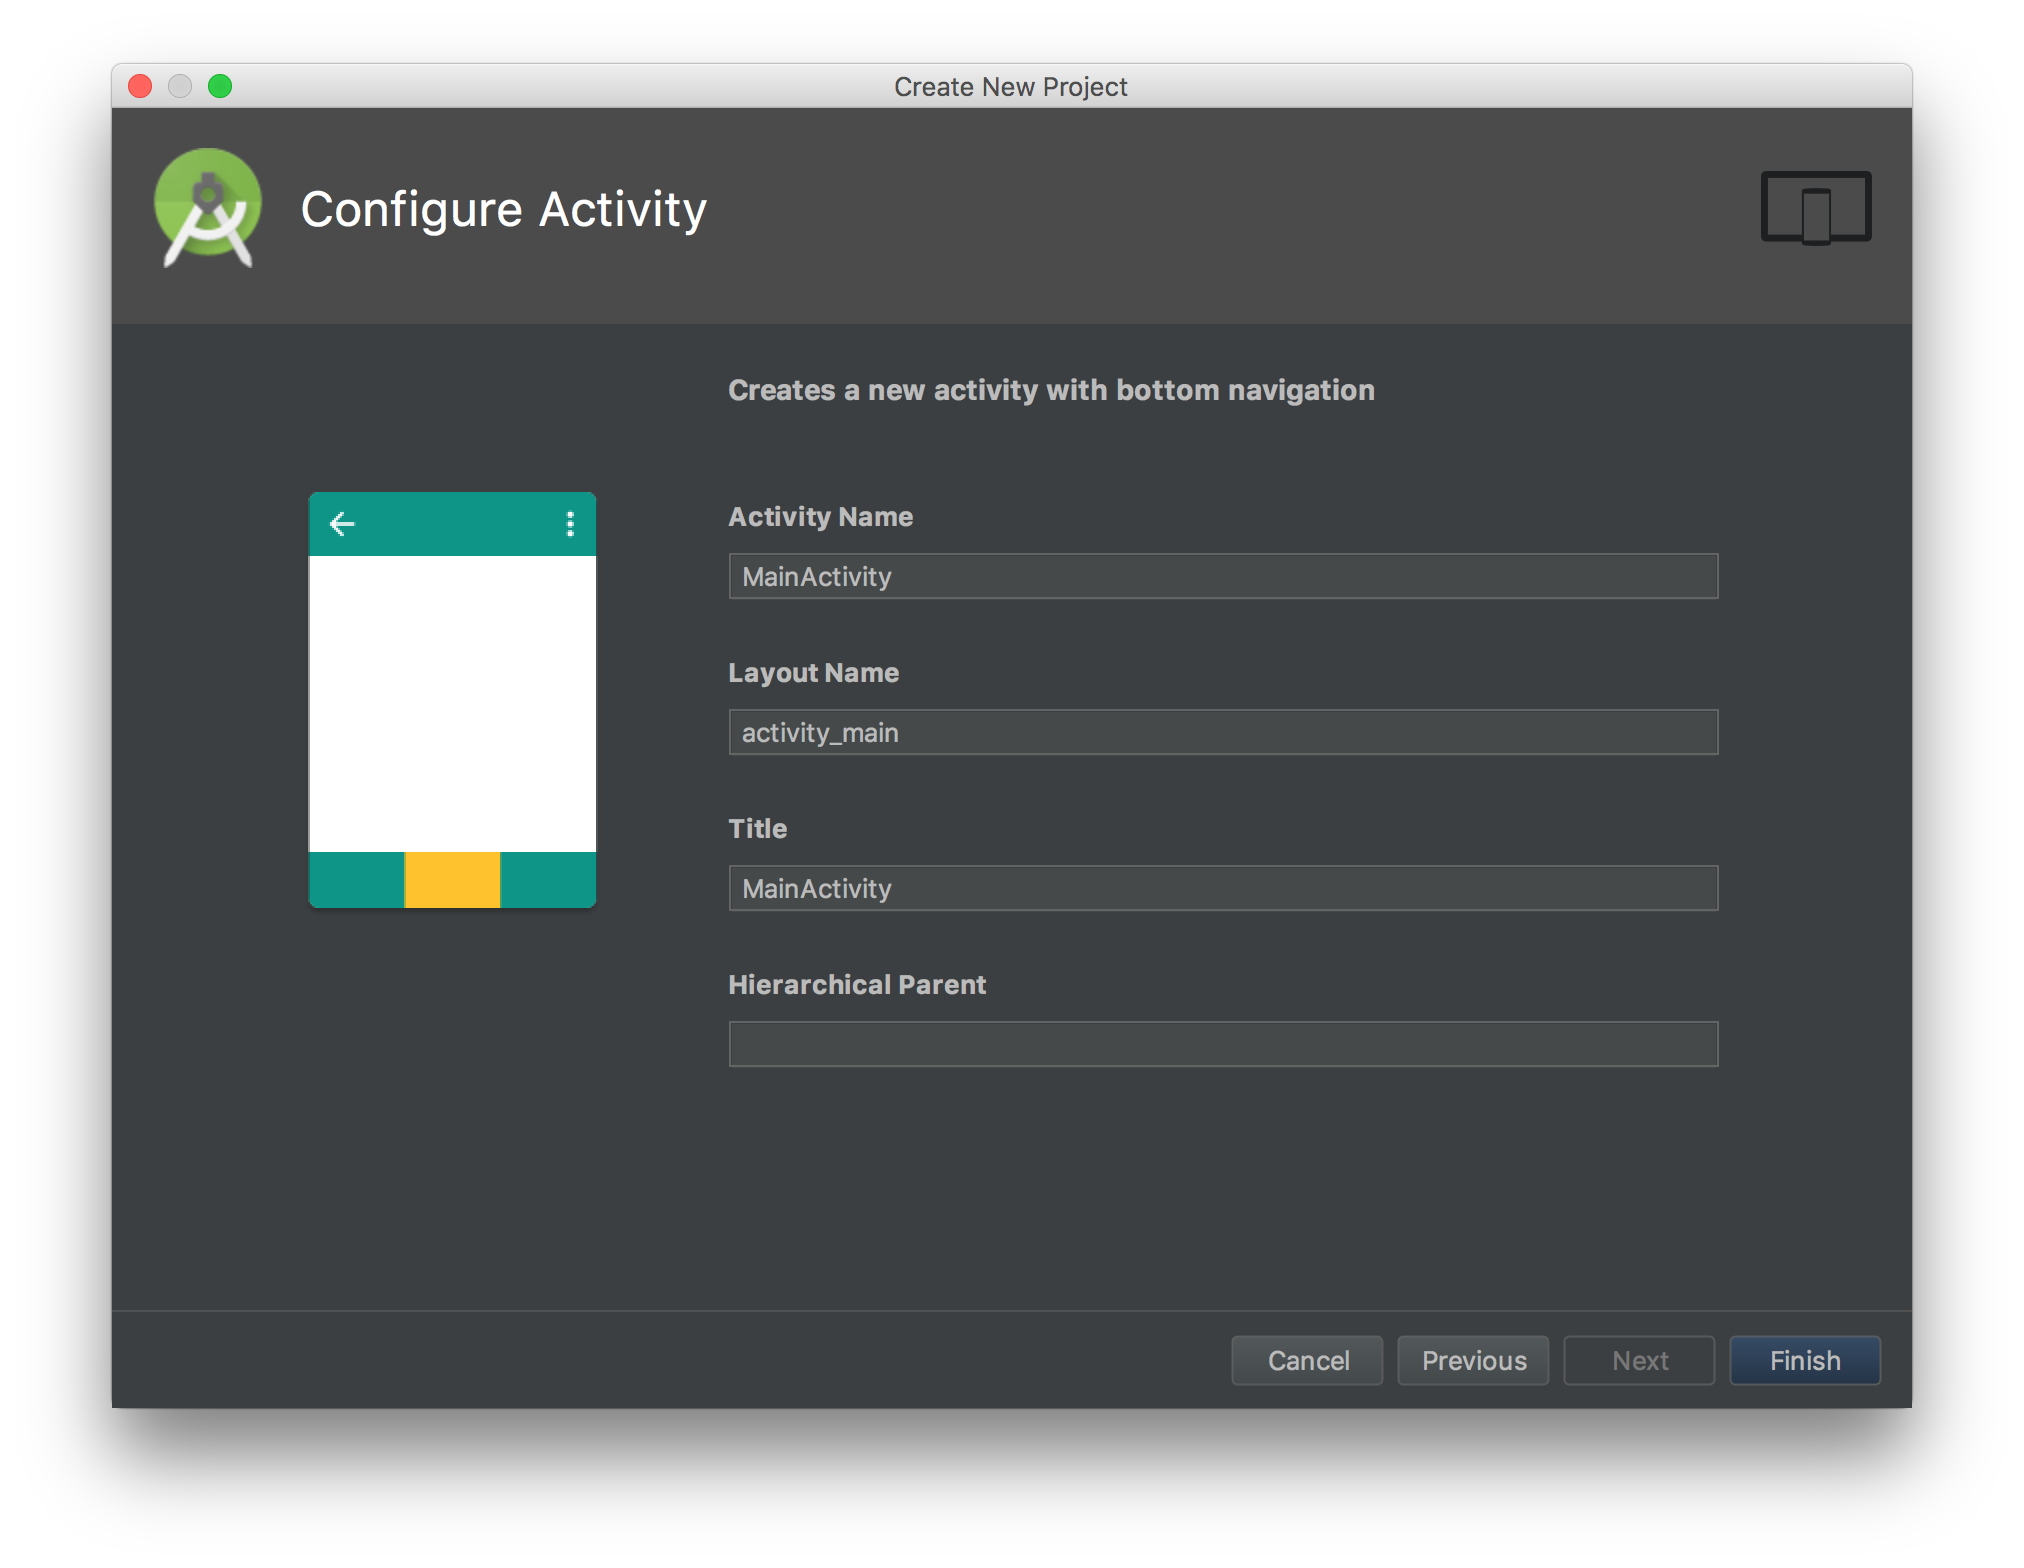 Create New Project
Configure Activity
Creates a new activity with bottom navigation
Activity Name
MainActivity
Layout Name
activity_main
Title
MainActivity
Hierarchical Parent
Cancel Previous Next Finish